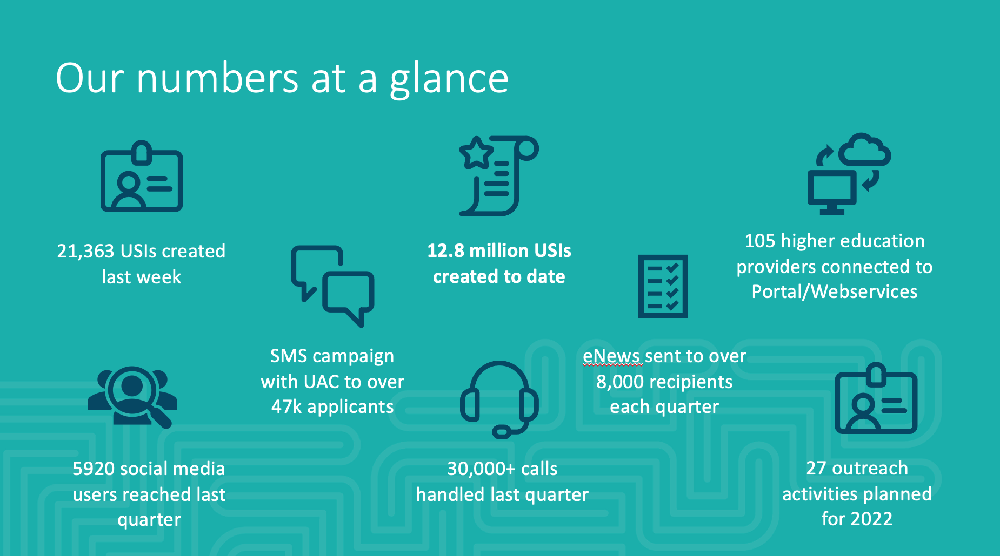 Our numbers at a glance
21,363 USIs created
last week
12.8 million USIs
created to date
105 higher education
providers connected to
Portal/Webservices
SMS campaign
with UAC to over
47k applicants
eNews sent to over
8,000 recipients
each quarter
5920 social media
users reached last
quarter
30,000+ calls
handled last quarter
27 outreach
activities planned
for 2022